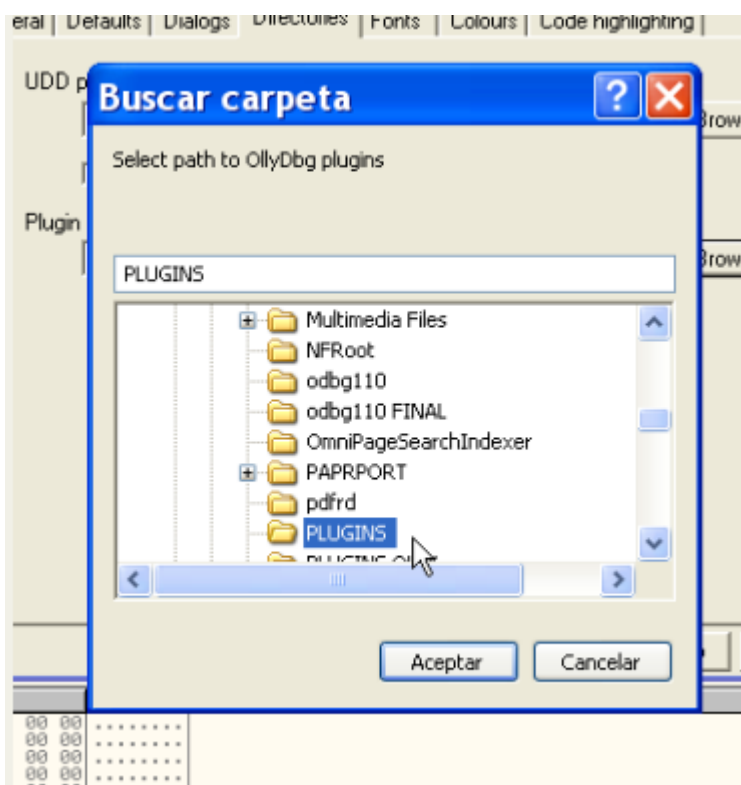 eral Defaults Dialogs Directories Fonts Colours Code highlighting
UDD p
Buscar carpeta
Brow
Select path to OllyDbg plugins
Plugin
Brow
PLUGINS
Multimedia Files
NFRoot
odbg110
odbg110 FINAL
OmniPageSearchIndexer
PAPRPORT
pdfrd
PLUGINS
Aceptar Cancelar
00 00 ........
00 00 ........
00 00 ........
00 00 ........